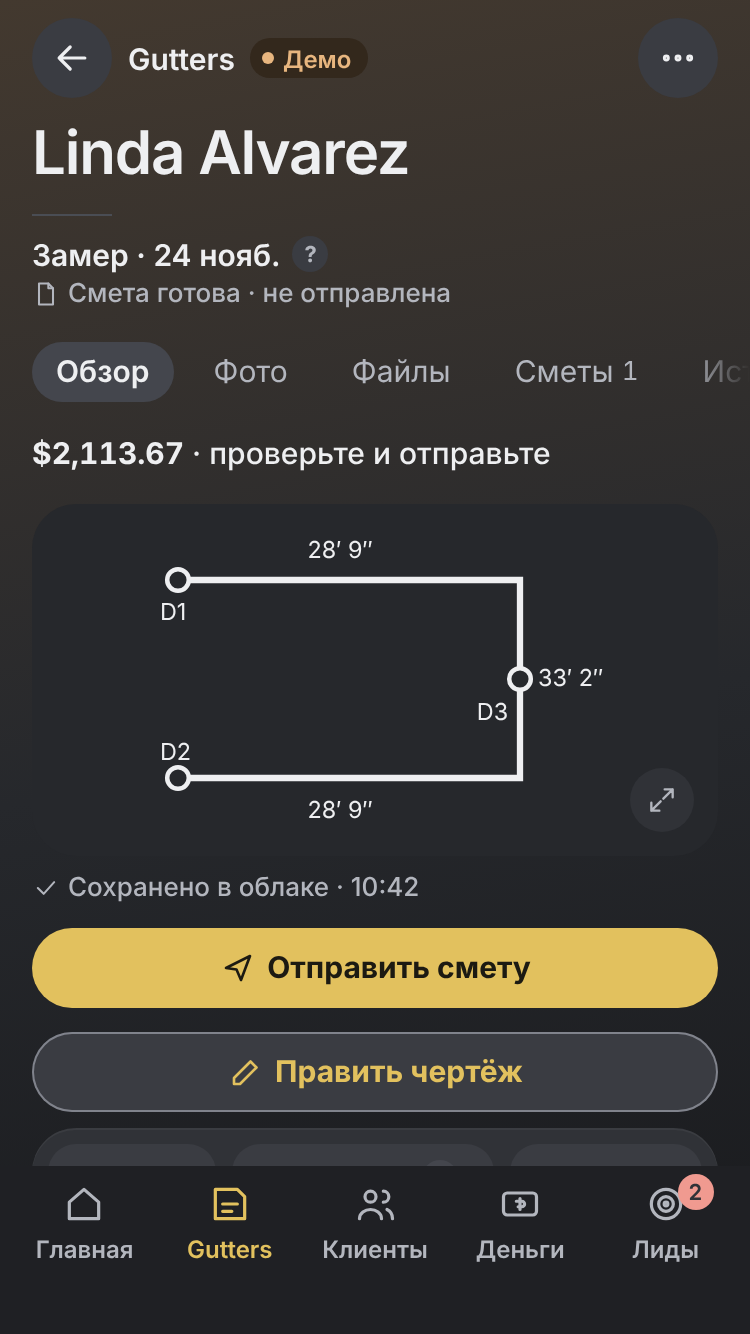 Gutters
Демо
Linda Alvarez
Замер · 24 нояб. ?
Смета готова · не отправлена
Обзор Фото Файлы Сметы 1 Ис
$2,113.67 · проверьте и отправьте
28′ 9″
D1
33′ 2″
D3
D2
28′ 9″
Сохранено в облаке · 10:42
Отправить смету
Править чертёж
2
Главная Gutters Клиенты Деньги Лиды